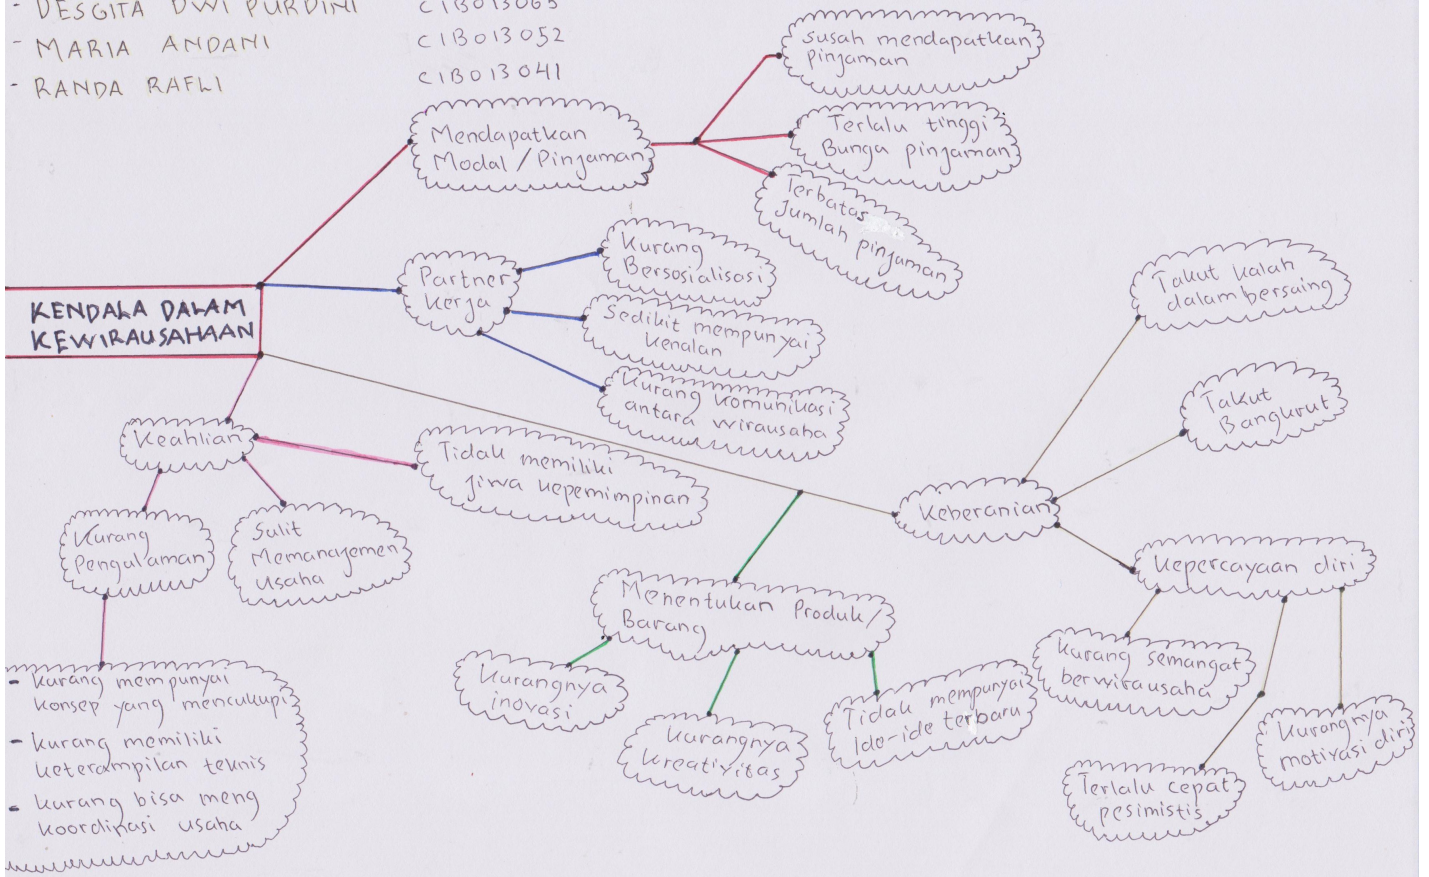 - DESGITA DWI PURDINI C1B013065
- MARIA ANDANI C1B013052
- RANDA RAFLI C1B013041
KENDALA DALAM
KEWIRAUSAHAAN
Mendapatkan
Modal/Pinjaman
susah mendapatkan
pinjaman
Terlalu tinggi
Bunga pinjaman
Terbatas
Jumlah pinjaman
Partner
Kerja
Kurang
Bersosialisasi
Sedikit mempunyai
kenalan
Kurang komunikasi
antara wirausaha
Keahlian
Tidak memiliki
jiwa kepemimpinan
Kurang
Pengalaman
Sulit
Memanajemen
Usaha
- kurang mempunyai
konsep yang mencukupi
- kurang memiliki
keterampilan teknis
- kurang bisa meng
koordinasi usaha
Menentukan Produk/
Barang
Kurangnya
inovasi
Kurangnya
kreativitas
Tidak mempunyai
Ide-ide terbaru
Keberanian
Takut kalah
dalam bersaing
Takut
Bangkrut
Kepercayaan diri
Kurang semangat
berwirausaha
Terlalu cepat
pesimistis
Kurangnya
motivasi diri